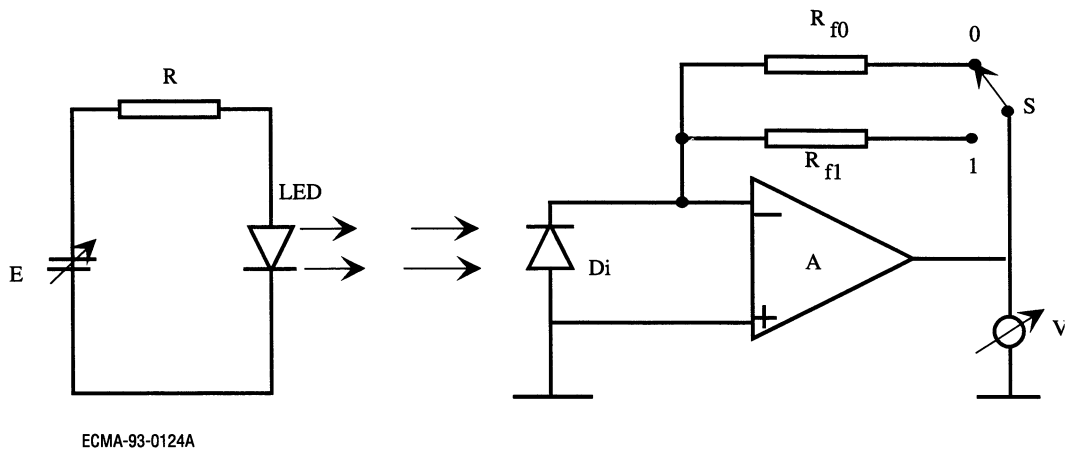 R
LED
E
R f0
0
S
R f1
1
Di
A
V
ECMA-93-0124A